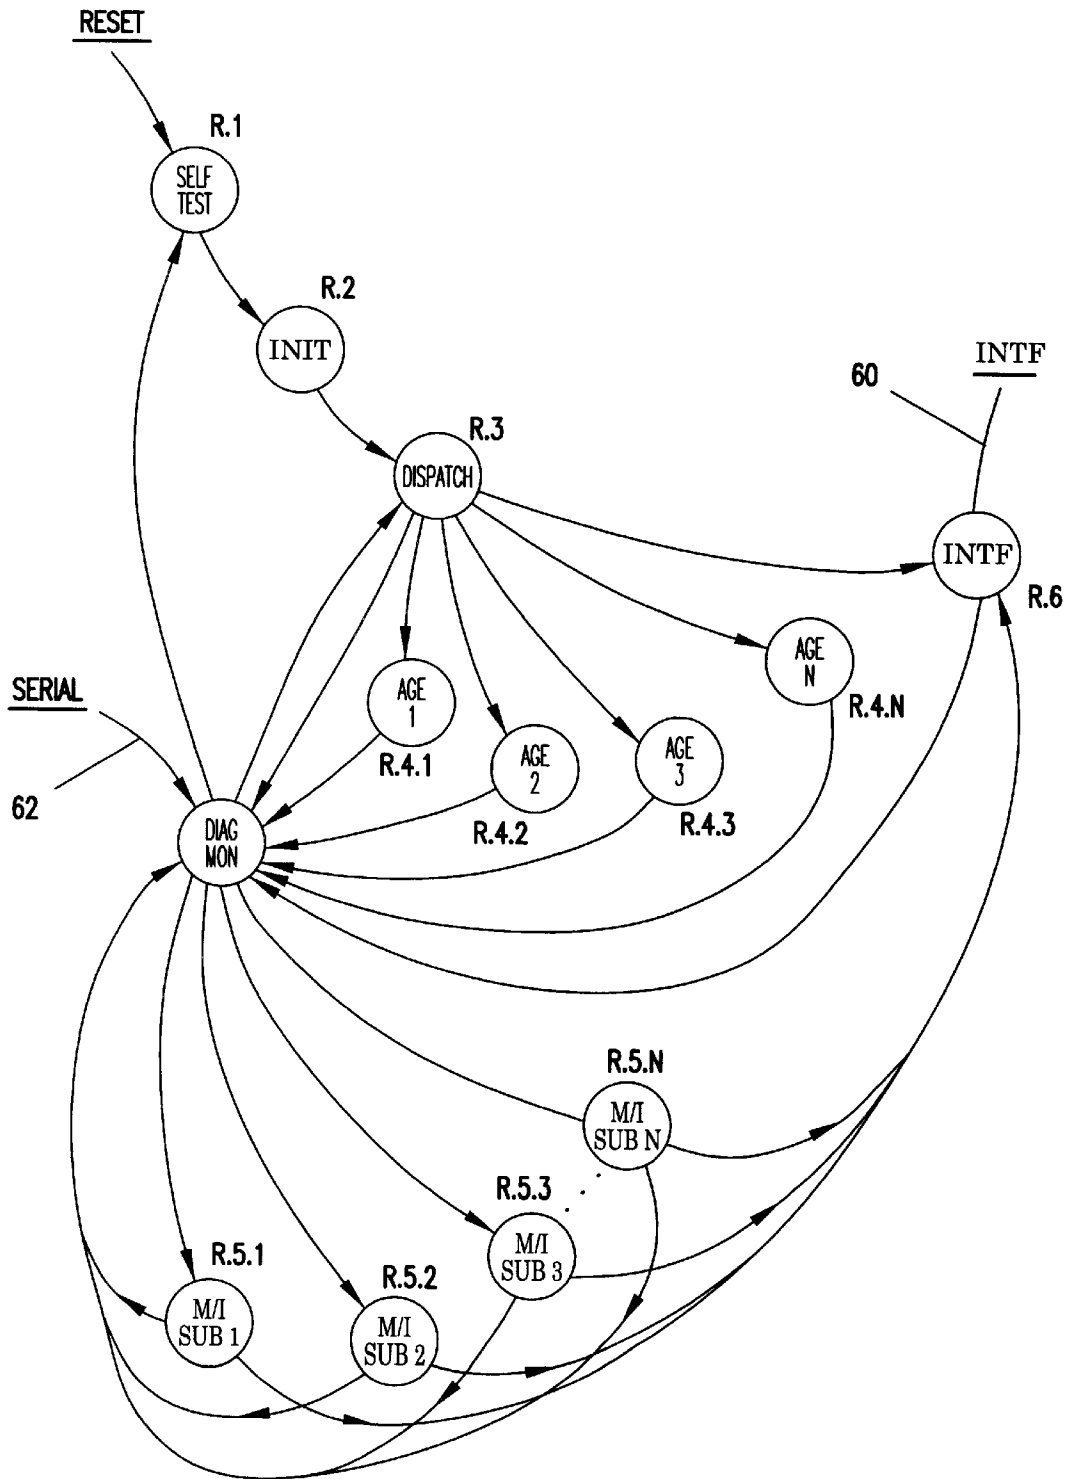 RESET
R.1
SELF
TEST
R.2
INIT
INTF
60
R.3
DISPATCH
INTF
R.6
AGE
N
R.4.N
SERIAL
AGE
1
R.4.1
AGE
2
R.4.2
AGE
3
R.4.3
62
DIAG
MON
R.5.N
M/I
SUB N
R.5.3
M/I
SUB 3
R.5.1
M/I
SUB 1
R.5.2
M/I
SUB 2